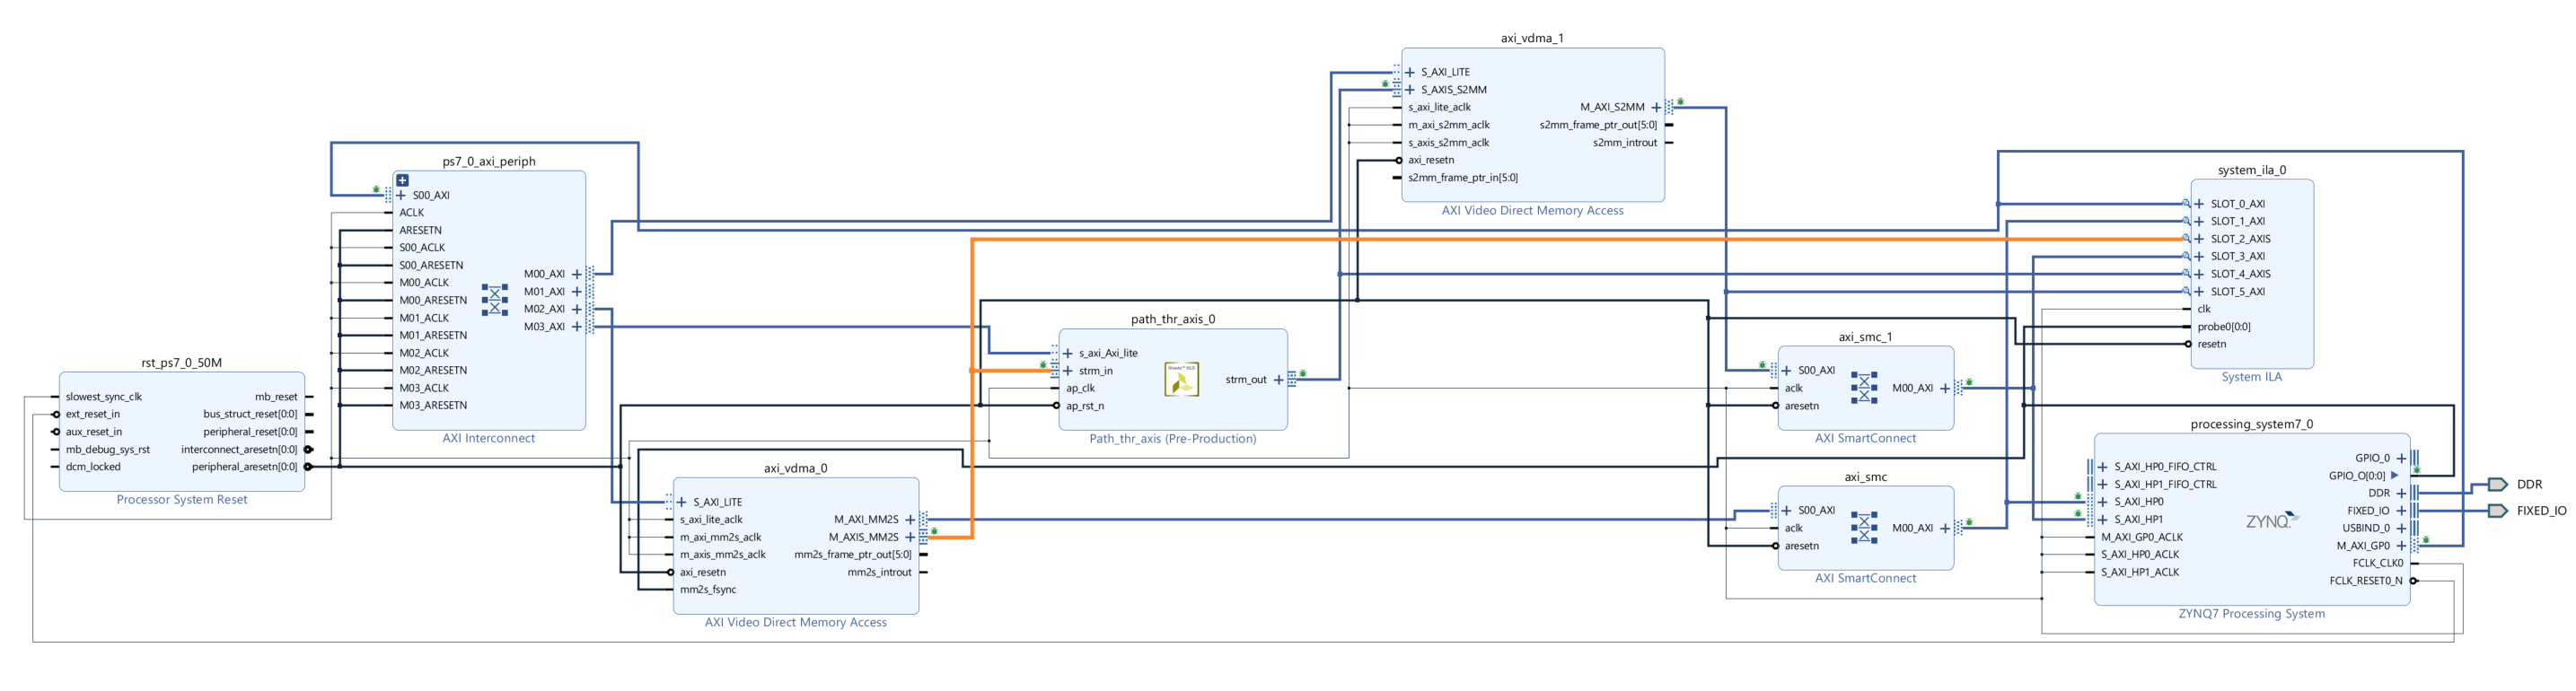 axi_vdma_1
S_AXI_LITE
S_AXIS_S2MM
s_axi_lite_aclk
m_axi_s2mm_aclk
s_axis_s2mm_aclk
axi_resetn
s2mm_frame_ptr_in[5:0]
M_AXI_S2MM
s2mm_frame_ptr_out[5:0]
s2mm_introut
AXI Video Direct Memory Access
ps7_0_axi_periph
S00_AXI
ACLK
ARESETN
S00_ACLK
S00_ARESETN
M00_ACLK
M00_ARESETN
M01_ACLK
M01_ARESETN
M02_ACLK
M02_ARESETN
M03_ACLK
M03_ARESETN
M00_AXI
M01_AXI
M02_AXI
M03_AXI
AXI Interconnect
system_ila_0
SLOT_0_AXI
SLOT_1_AXI
SLOT_2_AXIS
SLOT_3_AXI
SLOT_4_AXIS
SLOT_5_AXI
clk
probe0[0:0]
resetn
System ILA
path_thr_axis_0
s_axi_Axi_lite
strm_in
ap_clk
ap_rst_n
Vivado™ HLS
strm_out
Path_thr_axis (Pre-Production)
axi_smc_1
S00_AXI
aclk
aresetn
M00_AXI
AXI SmartConnect
rst_ps7_0_50M
slowest_sync_clk
ext_reset_in
aux_reset_in
mb_debug_sys_rst
dcm_locked
mb_reset
bus_struct_reset[0:0]
peripheral_reset[0:0]
interconnect_aresetn[0:0]
peripheral_aresetn[0:0]
Processor System Reset
axi_vdma_0
S_AXI_LITE
s_axi_lite_aclk
m_axi_mm2s_aclk
m_axis_mm2s_aclk
axi_resetn
mm2s_fsync
M_AXI_MM2S
M_AXIS_MM2S
mm2s_frame_ptr_out[5:0]
mm2s_introut
AXI Video Direct Memory Access
axi_smc
S00_AXI
aclk
aresetn
M00_AXI
AXI SmartConnect
processing_system7_0
S_AXI_HP0_FIFO_CTRL
S_AXI_HP1_FIFO_CTRL
S_AXI_HP0
S_AXI_HP1
M_AXI_GP0_ACLK
S_AXI_HP0_ACLK
S_AXI_HP1_ACLK
ZYNQ
GPIO_0
GPIO_O[0:0]
DDR
FIXED_IO
USBIND_0
M_AXI_GP0
FCLK_CLK0
FCLK_RESET0_N
ZYNQ7 Processing System
DDR
FIXED_IO